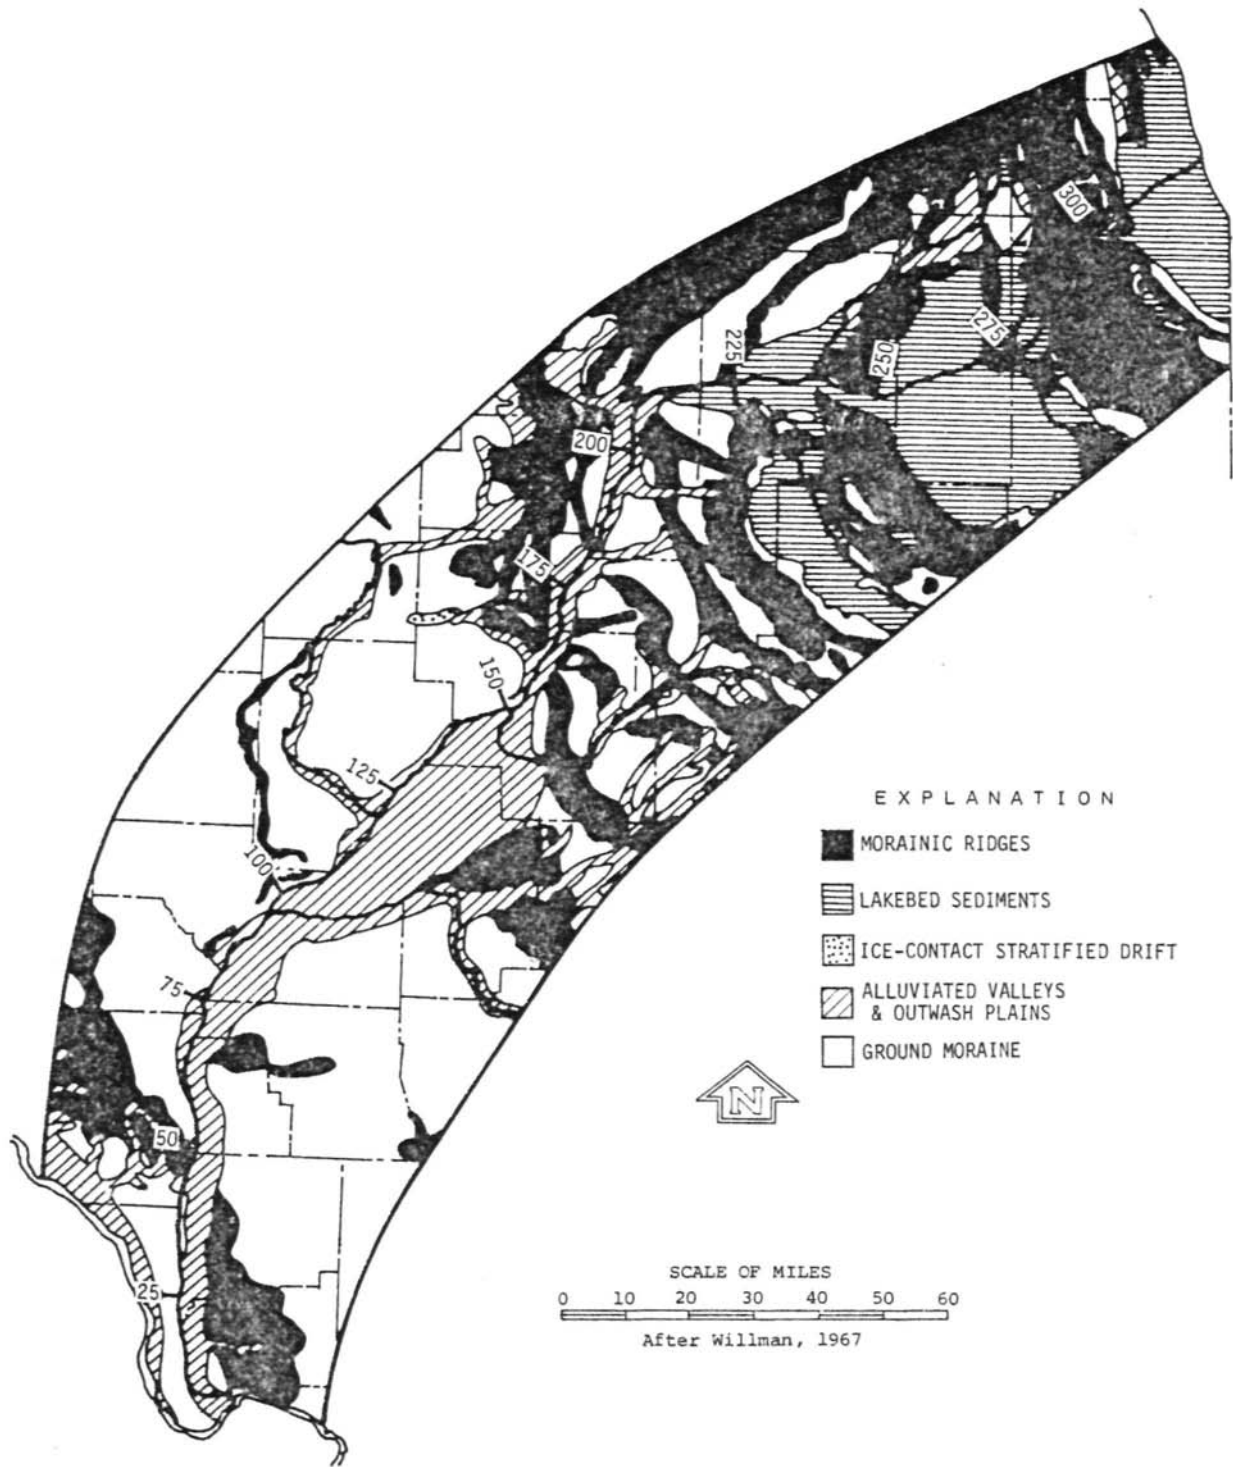 300
275
225
250
200
175
150
125
100
75
50
25
EXPLANATION
MORAINIC RIDGES
LAKEBED SEDIMENTS
ICE-CONTACT STRATIFIED DRIFT
ALLUVIATED VALLEYS
& OUTWASH PLAINS
GROUND MORAINE
N
SCALE OF MILES
0 10 20 30 40 50 60
After Willman, 1967